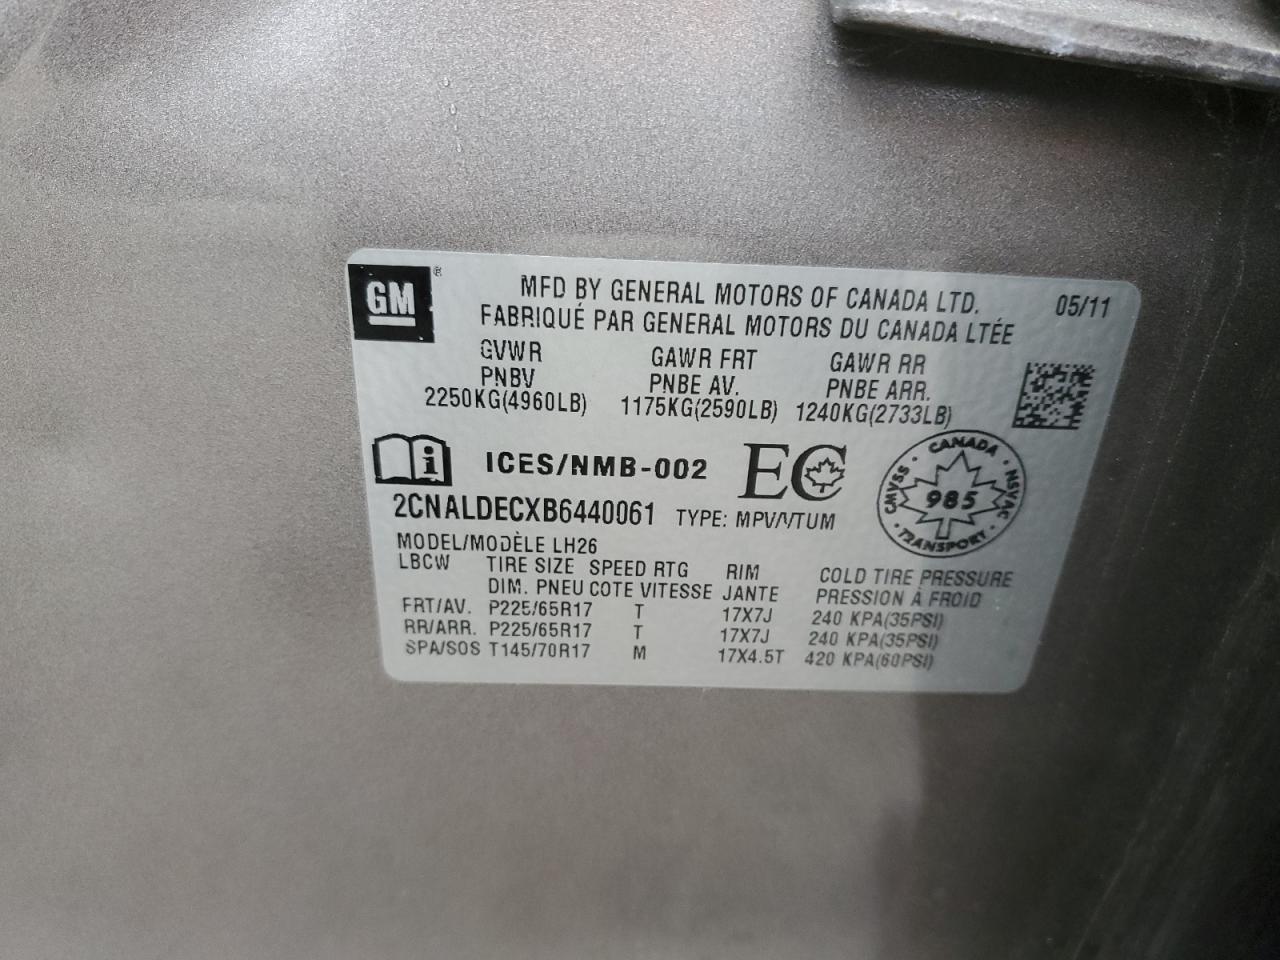 GM ®
MFD BY GENERAL MOTORS OF CANADA LTD. 05/11
FABRIQUÉ PAR GENERAL MOTORS DU CANADA LTÉE
GVWR GAWR FRT GAWR RR
PNBV PNBE AV. PNBE ARR.
2250KG(4960LB) 1175KG(2590LB) 1240KG(2733LB)
i ICES/NMB-002 EC
CANADA
CMVSS 985 NSVAC
TRANSPORT
2CNALDECXB6440061 TYPE: MPV/VTUM
MODEL/MODÈLE LH26
LBCW TIRE SIZE SPEED RTG RIM COLD TIRE PRESSURE
DIM. PNEU COTE VITESSE JANTE PRESSION À FROID
FRT/AV. P225/65R17 T 17X7J 240 KPA(35PSI)
RR/ARR. P225/65R17 T 17X7J 240 KPA(35PSI)
SPA/SOS T145/70R17 M 17X4.5T 420 KPA(60PSI)